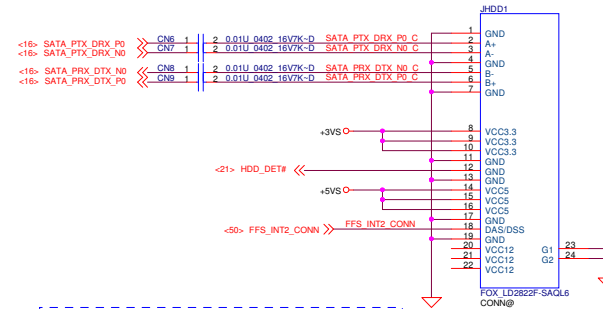 JHDD1
1 GND
<16> SATA_PTX_DRX_P0 CN6 1 2 0.01U_0402_16V7K~D SATA_PTX_DRX_P0_C 2 A+
<16> SATA_PTX_DRX_N0 CN7 1 2 0.01U_0402_16V7K~D SATA_PTX_DRX_N0_C 3 A-
4 GND
<16> SATA_PRX_DTX_N0 CN8 1 2 0.01U_0402_16V7K~D SATA_PRX_DTX_N0_C 5 B-
<16> SATA_PRX_DTX_P0 CN9 1 2 0.01U_0402_16V7K~D SATA_PRX_DTX_P0_C 6 B+
7 GND
+3VS 8 VCC3.3
9 VCC3.3
10 VCC3.3
11 GND
<21> HDD_DET# 12 GND
13 GND
+5VS 14 VCC5
15 VCC5
16 VCC5
17 GND
<50> FFS_INT2_CONN FFS_INT2_CONN 18 DAS/DSS
19 GND
20 VCC12 G1 23
21 VCC12 G2 24
22 VCC12
FOX_LD2822F-SAQL6
CONN@